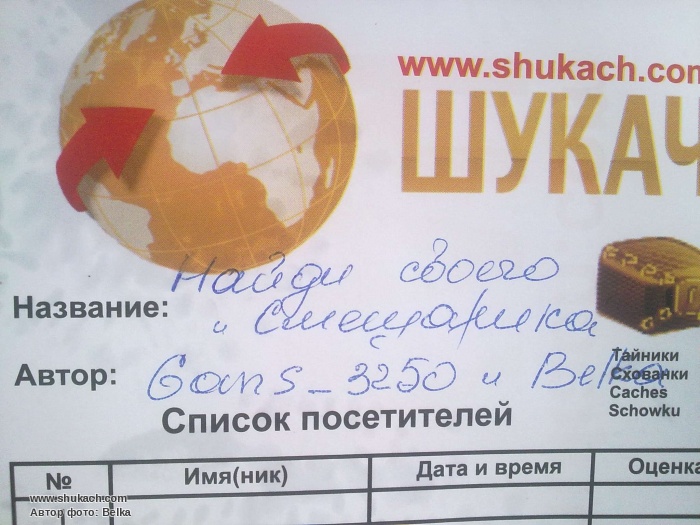 www.shukach.com
ШУКАЧ
Название: Найди своего
и
Автор: Gans_3250 и Belka
Тайники
Схованки
Caches
Schowku
Список посетителей
№ Имя(ник) Дата и время Оценка
www.shukach.com
Автор фото: Belka